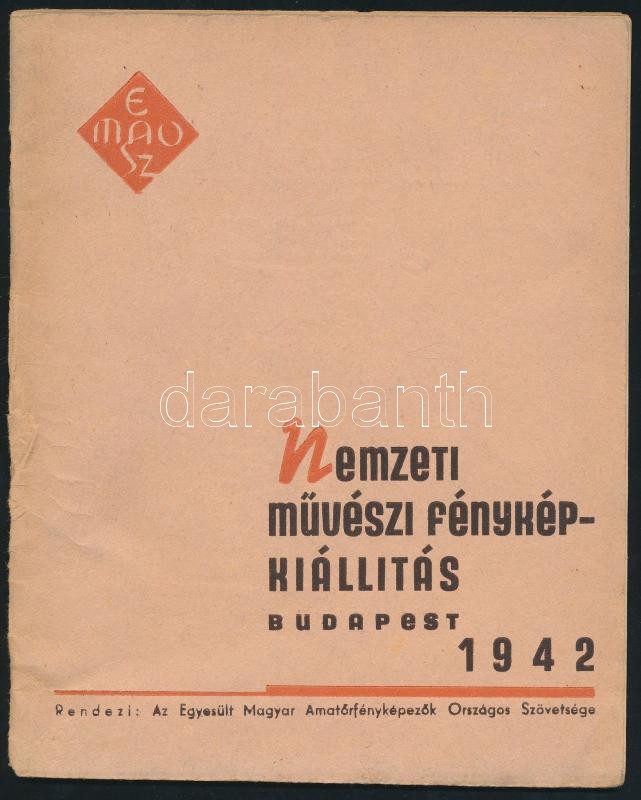 E
MAO
SZ
darabanth
Nemzeti
művészi fénykép-
KIÁLLITÁS
BUDAPEST
1942
Rendezi: Az Egyesült Magyar Amatőrfényképezők Országos Szövetsége